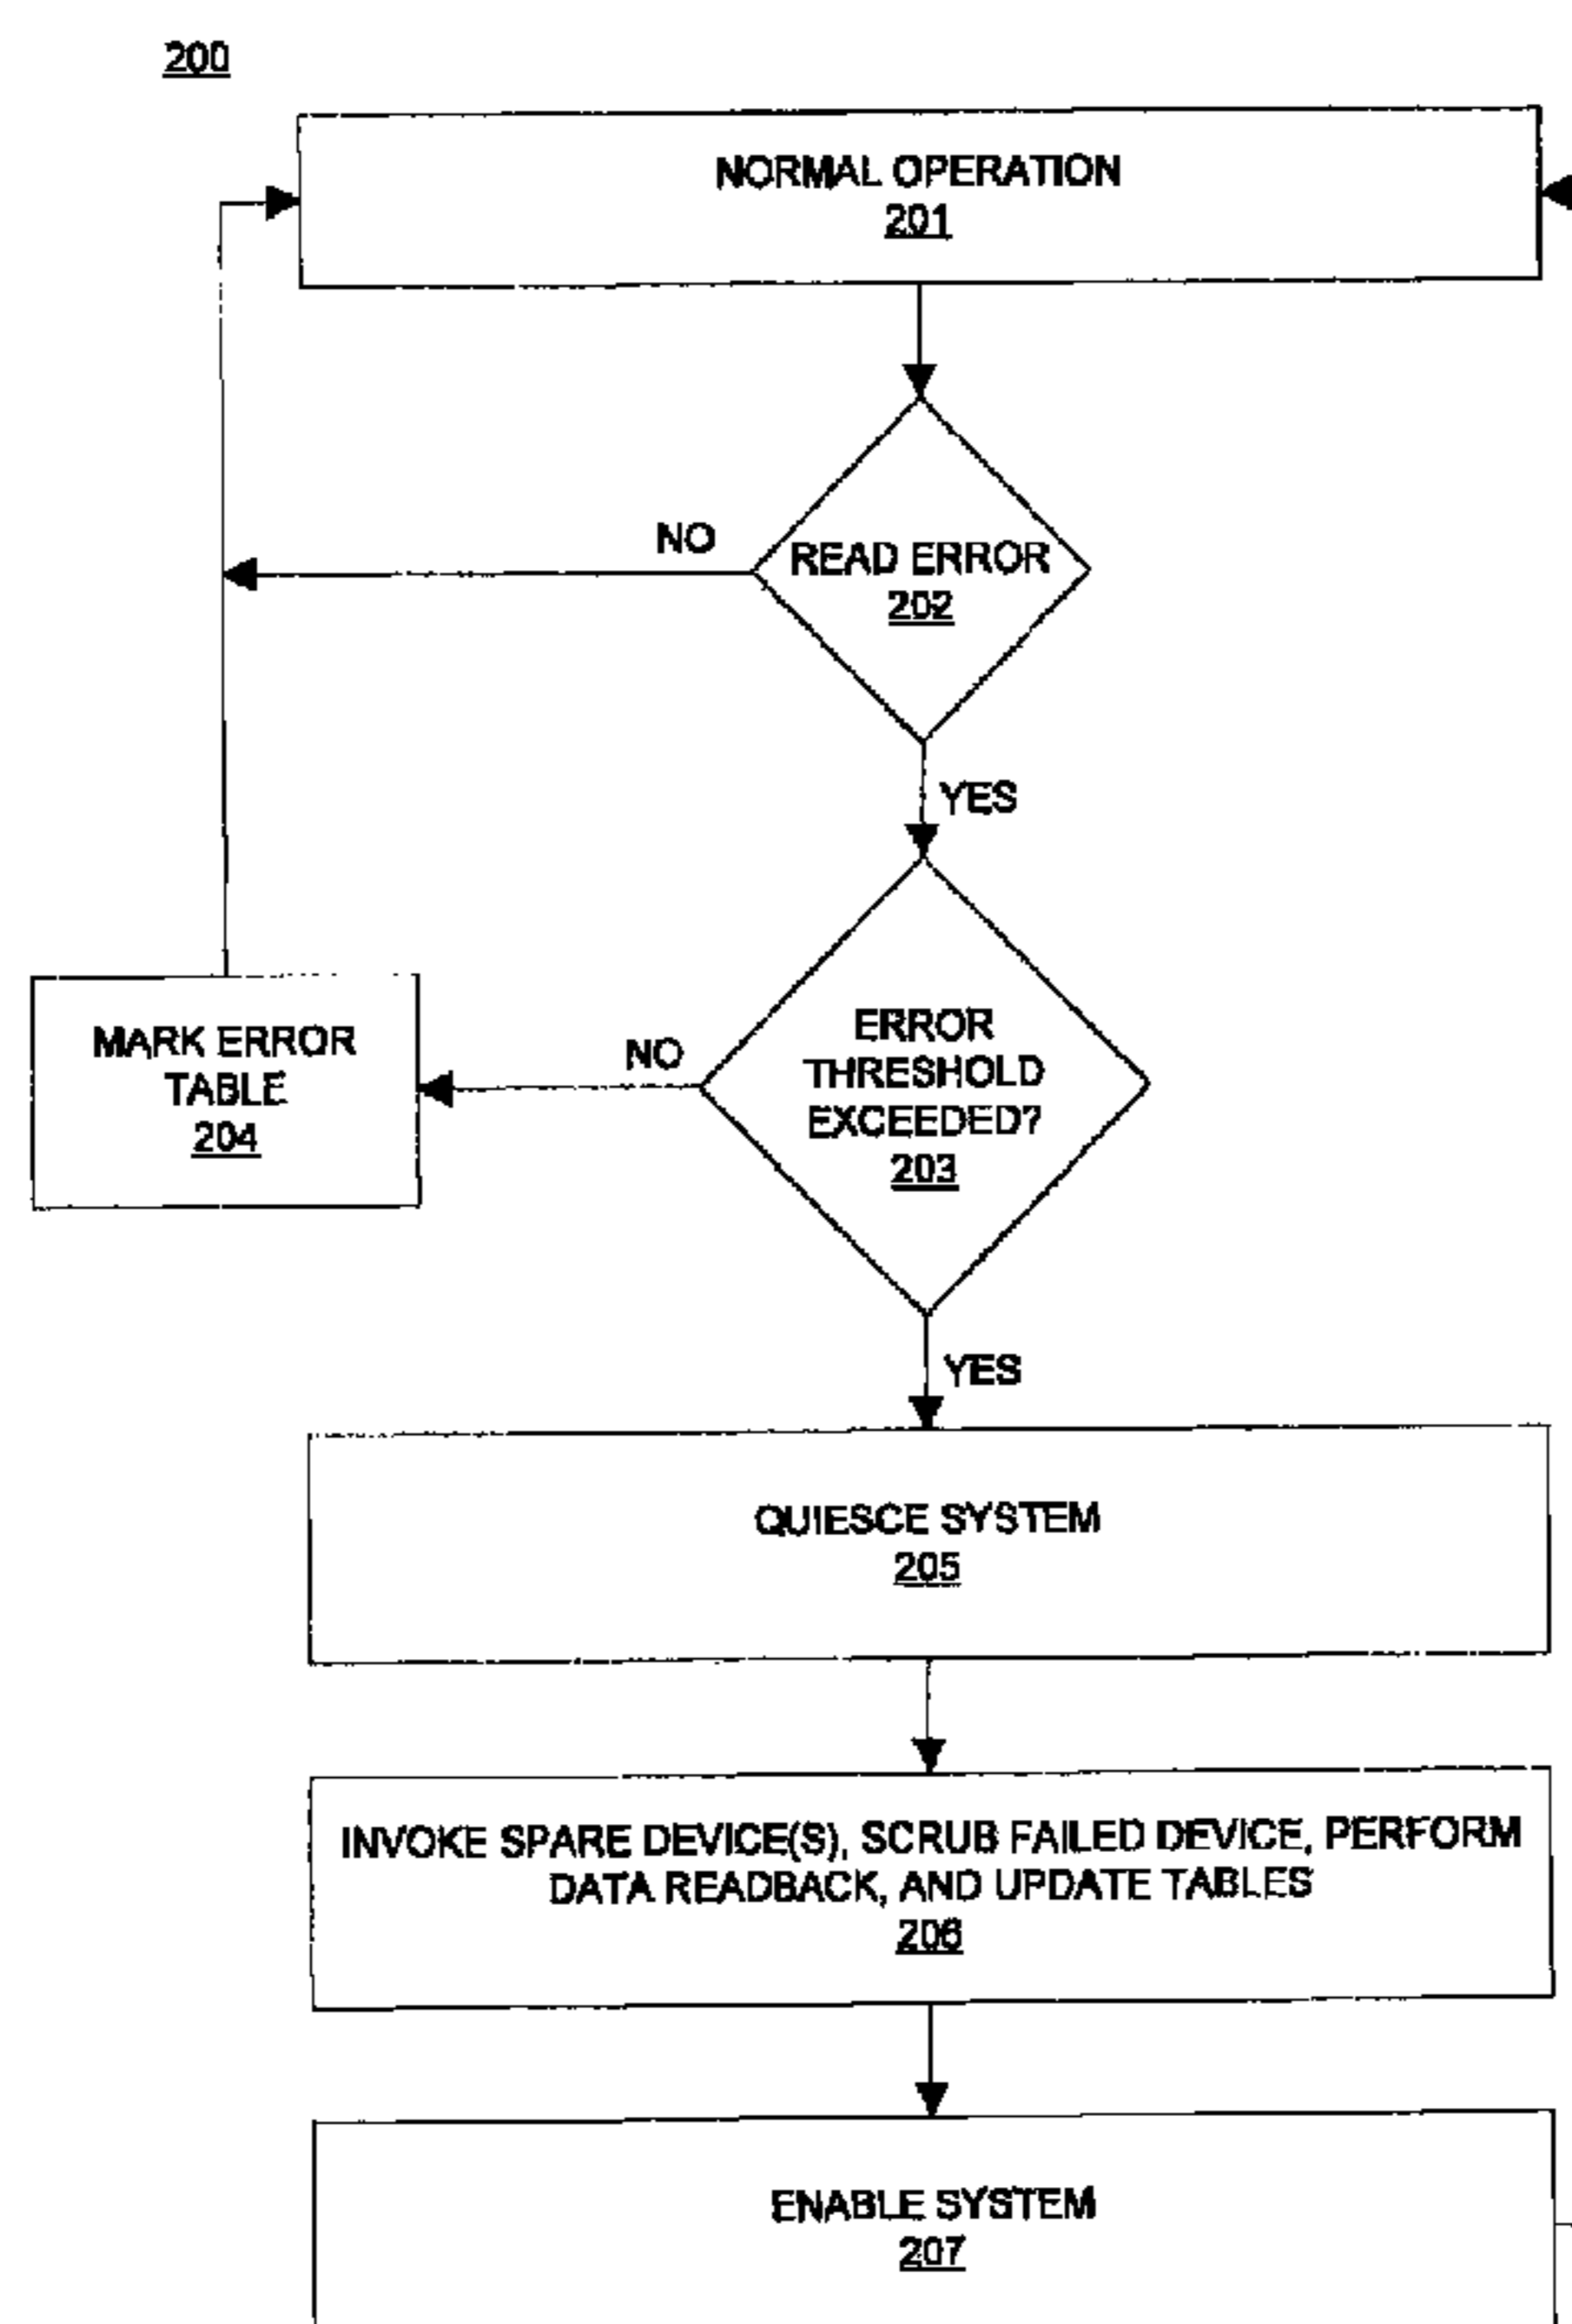 200
NORMAL OPERATION
201
NO
READ ERROR
202
YES
MARK ERROR
TABLE
204
NO
ERROR
THRESHOLD
EXCEEDED?
203
YES
QUIESCE SYSTEM
205
INVOKE SPARE DEVICE(S), SCRUB FAILED DEVICE, PERFORM
DATA READBACK, AND UPDATE TABLES
206
ENABLE SYSTEM
207